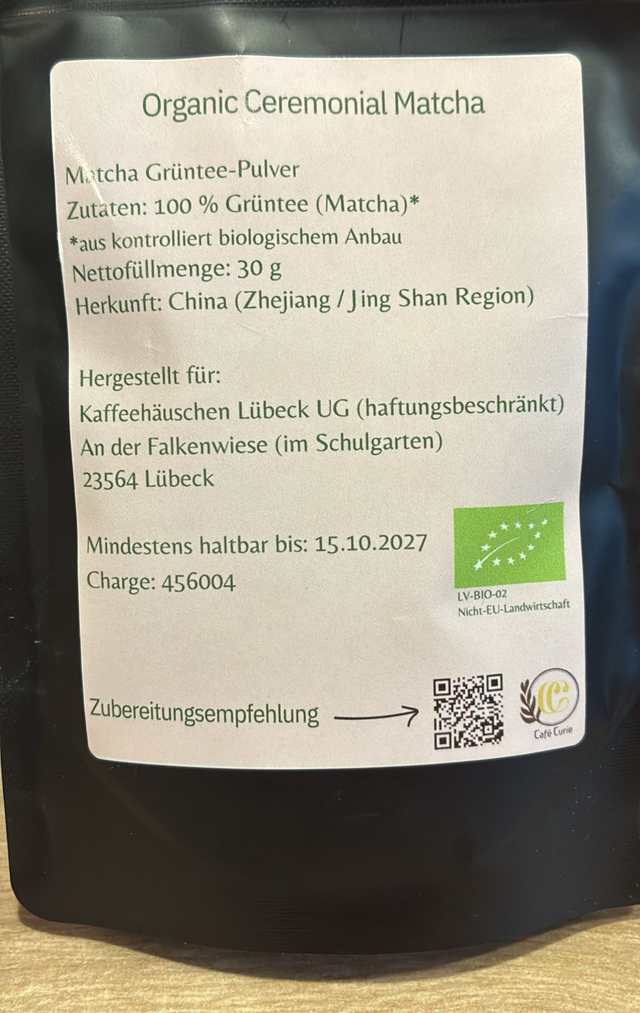 Organic Ceremonial Matcha
Matcha Grüntee-Pulver
Zutaten: 100 % Grüntee (Matcha)*
*aus kontrolliert biologischem Anbau
Nettofüllmenge: 30 g
Herkunft: China (Zhejiang / Jing Shan Region)
Hergestellt für:
Kaffeehäuschen Lübeck UG (haftungsbeschränkt)
An der Falkenwiese (im Schulgarten)
23564 Lübeck
Mindestens haltbar bis: 15.10.2027
Charge: 456004
LV-BIO-02
Nicht-EU-Landwirtschaft
Zubereitungsempfehlung
CC
Café Curie